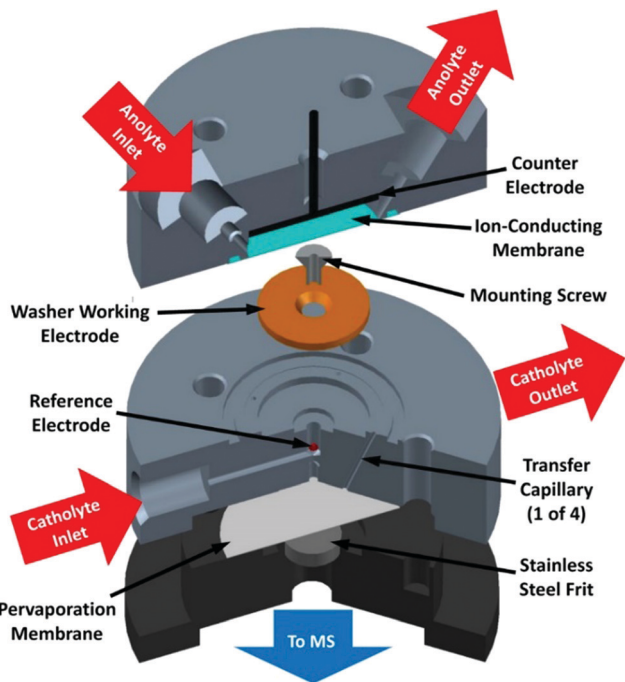 Anolyte
Inlet
Anolyte
Outlet
Counter
Electrode
Ion-Conducting
Membrane
Mounting Screw
Washer Working
Electrode
Catholyte
Outlet
Reference
Electrode
Transfer
Capillary
(1 of 4)
Catholyte
Inlet
Stainless
Steel Frit
Pervaporation
Membrane
To MS